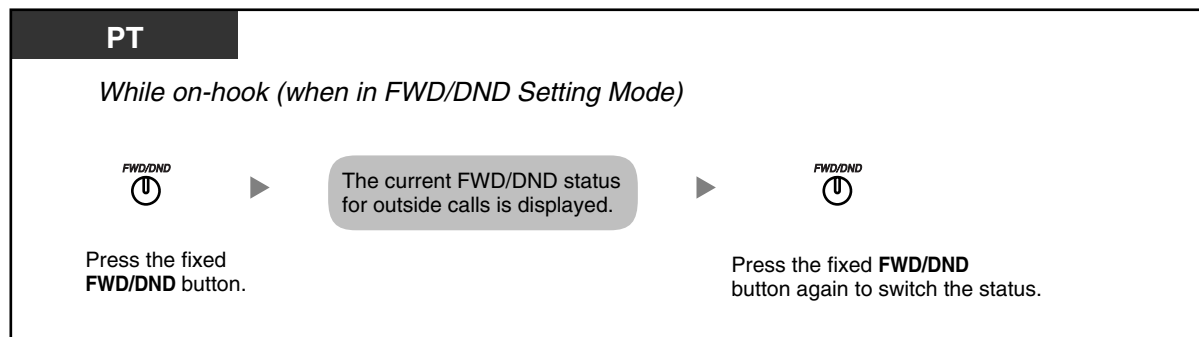 PT
While on-hook (when in FWD/DND Setting Mode)
FWD/DND
The current FWD/DND status
for outside calls is displayed.
FWD/DND
Press the fixed
FWD/DND button.
Press the fixed FWD/DND
button again to switch the status.